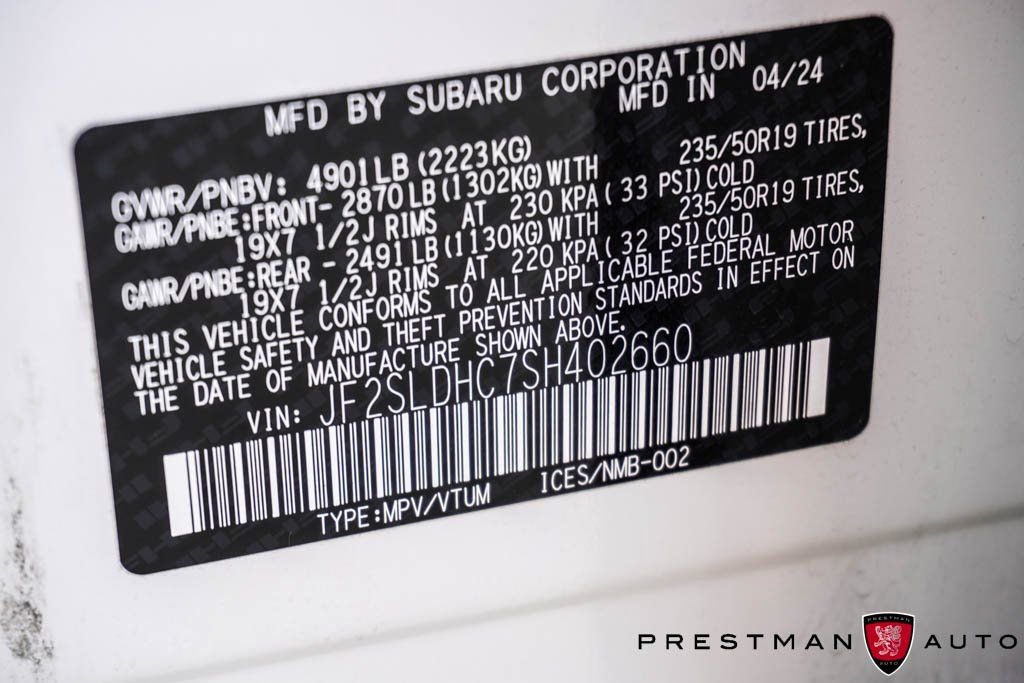 MFD BY SUBARU CORPORATION
MFD IN 04/24
GVWR/PNBV: 4901LB (2223KG)
GAWR/PNBE:FRONT- 2870LB (1302KG) WITH 235/50R19 TIRES,
19X7 1/2J RIMS AT 230 KPA( 33 PSI)COLD
GAWR/PNBE:REAR - 2491LB (1130KG) WITH 235/50R19 TIRES,
19X7 1/2J RIMS AT 220 KPA( 32 PSI)COLD
THIS VEHICLE CONFORMS TO ALL APPLICABLE FEDERAL MOTOR
VEHICLE SAFETY AND THEFT PREVENTION STANDARDS IN EFFECT ON
THE DATE OF MANUFACTURE SHOWN ABOVE.
VIN: JF2SLDHC7SH402660
TYPE:MPV/VTUM ICES/NMB-002
PRESTMAN AUTO
PRESTMAN
AUTO